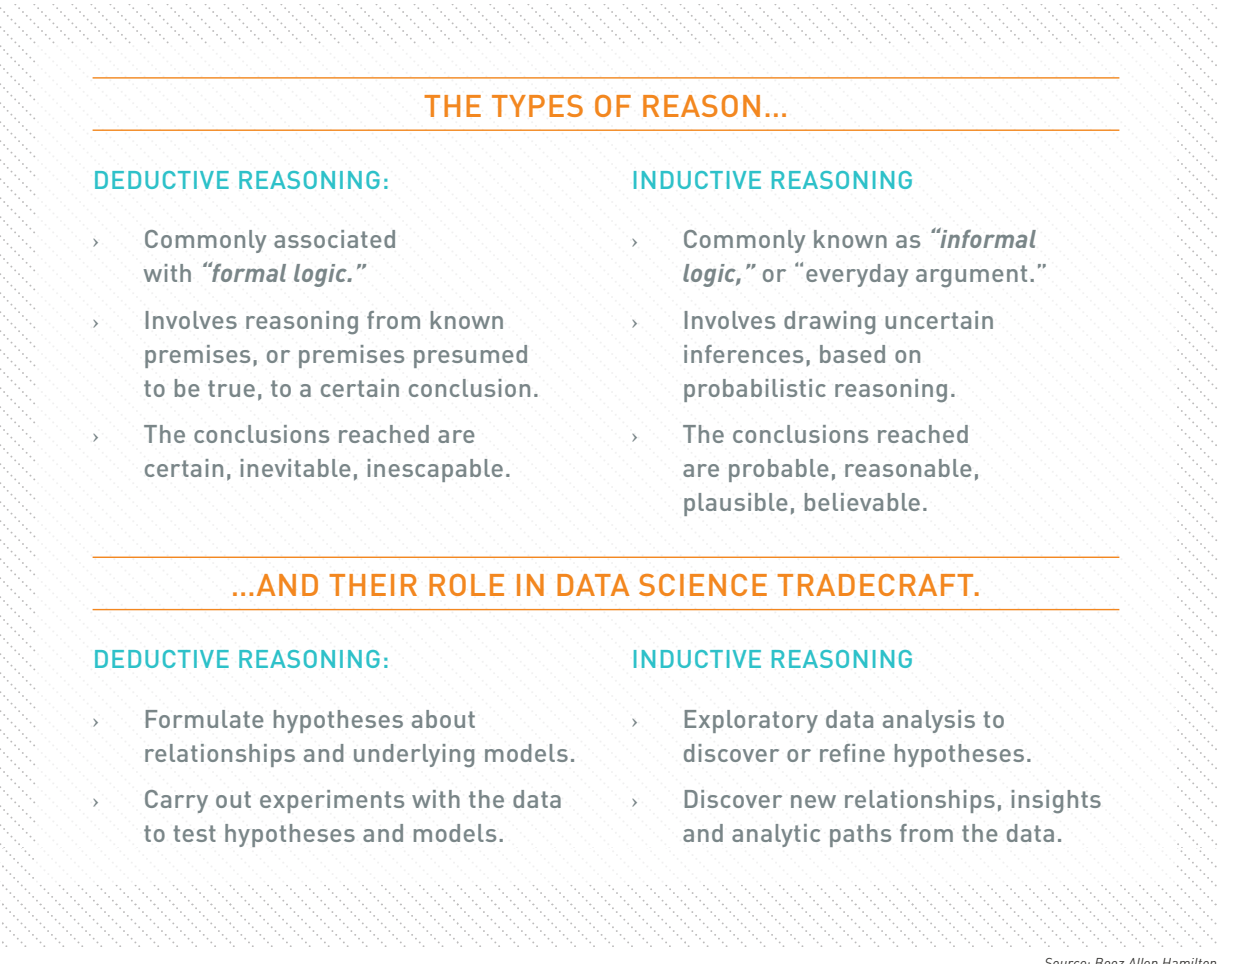 THE TYPES OF REASON...
DEDUCTIVE REASONING:
› Commonly associated
with “formal logic.”
› Involves reasoning from known
premises, or premises presumed
to be true, to a certain conclusion.
› The conclusions reached are
certain, inevitable, inescapable.
INDUCTIVE REASONING
› Commonly known as “informal
logic,” or “everyday argument.”
› Involves drawing uncertain
inferences, based on
probabilistic reasoning.
› The conclusions reached
are probable, reasonable,
plausible, believable.
...AND THEIR ROLE IN DATA SCIENCE TRADECRAFT.
DEDUCTIVE REASONING:
› Formulate hypotheses about
relationships and underlying models.
› Carry out experiments with the data
to test hypotheses and models.
INDUCTIVE REASONING
› Exploratory data analysis to
discover or refine hypotheses.
› Discover new relationships, insights
and analytic paths from the data.
Source: Booz Allen Hamilton